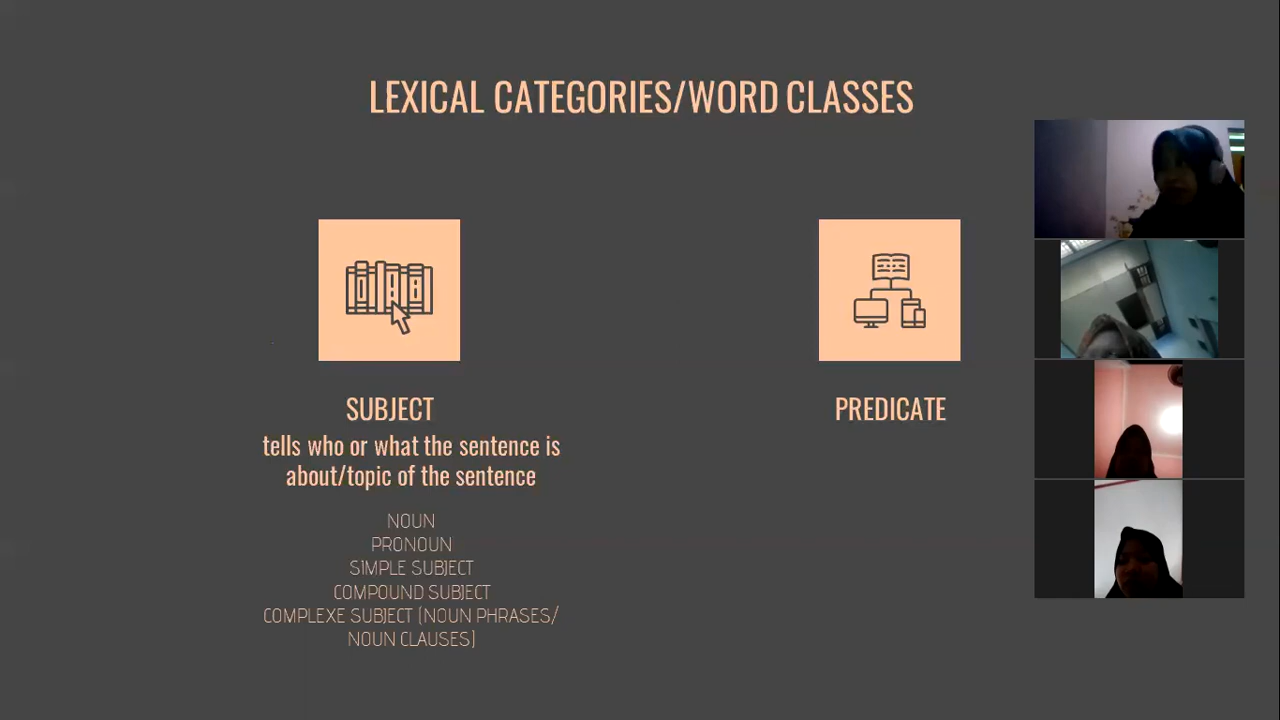 LEXICAL CATEGORIES/WORD CLASSES
SUBJECT
tells who or what the sentence is
about/topic of the sentence
NOUN
PRONOUN
SIMPLE SUBJECT
COMPOUND SUBJECT
COMPLEXE SUBJECT (NOUN PHRASES/
NOUN CLAUSES)
PREDICATE